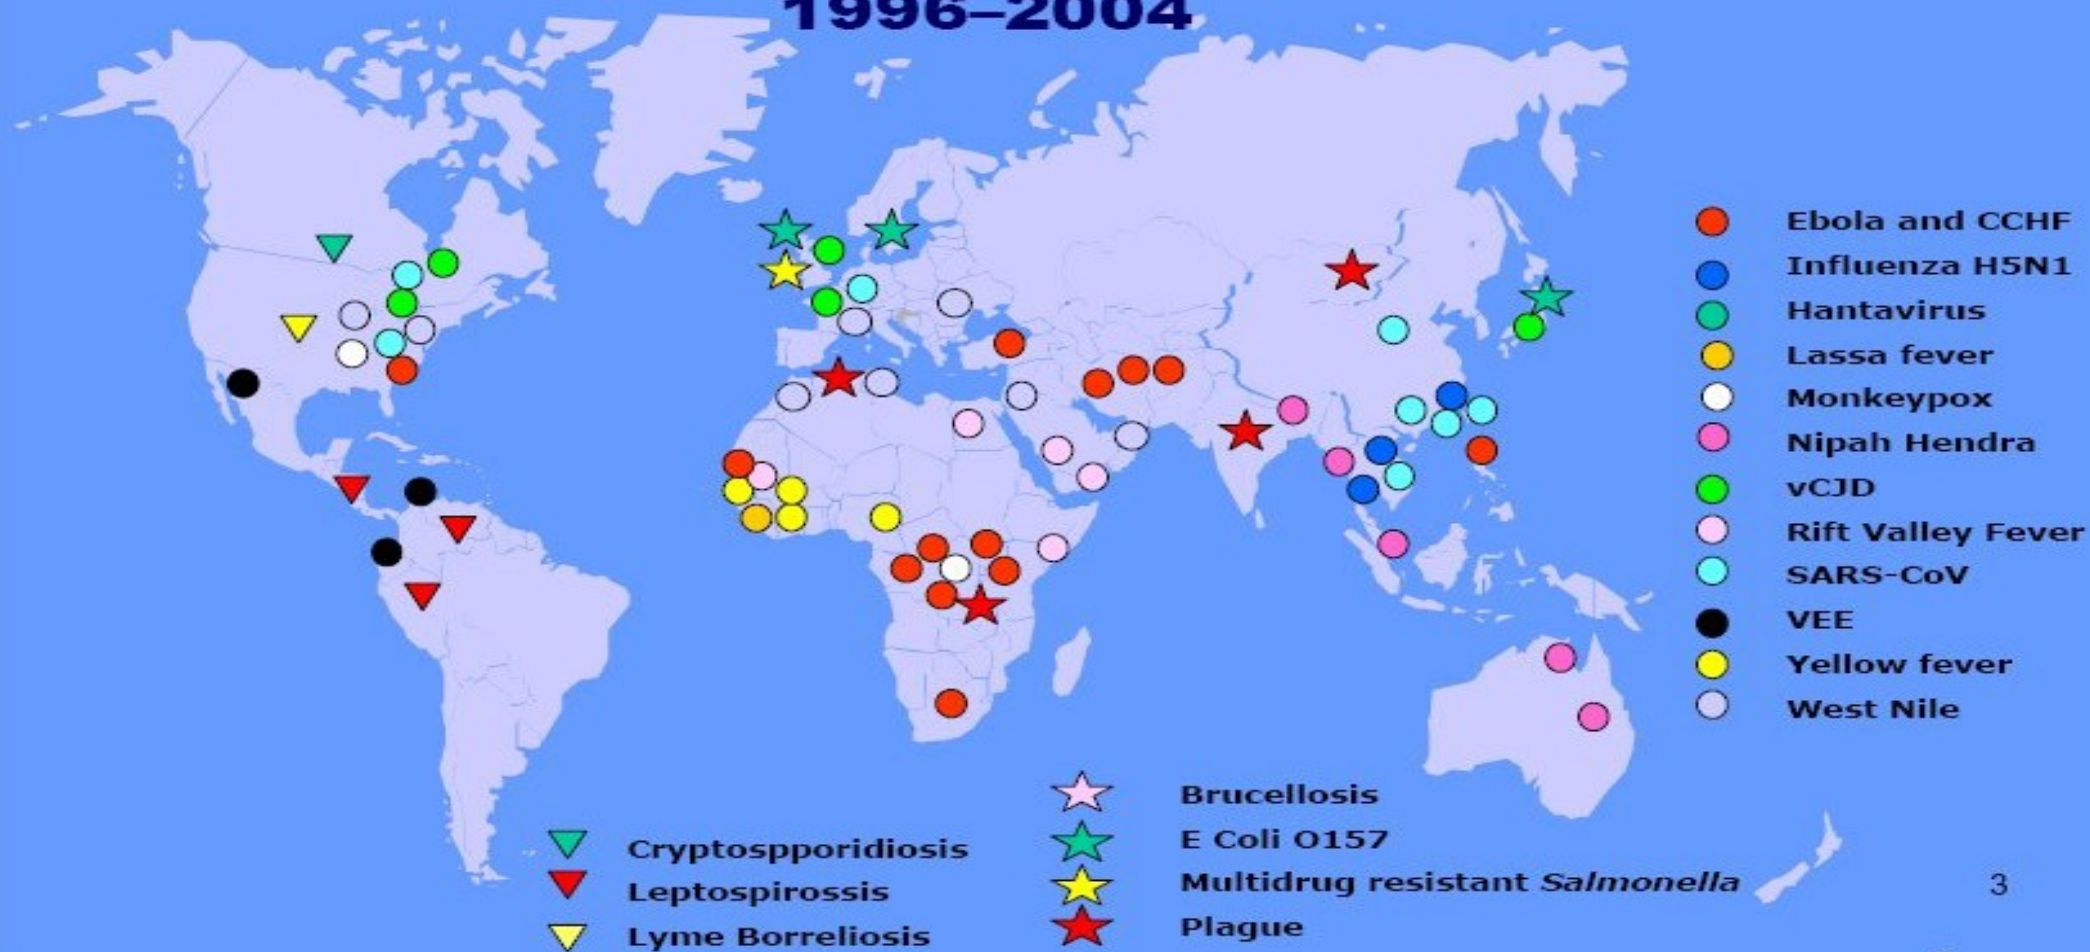 1996–2004
Ebola and CCHF
Influenza H5N1
Hantavirus
Lassa fever
Monkeypox
Nipah Hendra
vCJD
Rift Valley Fever
SARS-CoV
VEE
Yellow fever
West Nile
Cryptospporidiosis
Leptospirossis
Lyme Borreliosis
Brucellosis
E Coli O157
Multidrug resistant Salmonella
Plague
3